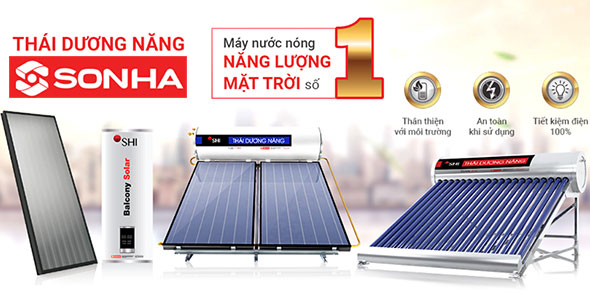 THÁI DƯƠNG NĂNG
SONHA
Máy nước nóng
NĂNG LƯỢNG
MẶT TRỜI số
1
Thân thiện
với môi trường
An toàn
khi sử dụng
Tiết kiệm điện
100%
SHI
Balcony Solar
SHI
THÁI DƯƠNG NĂNG
SHI
THÁI DƯƠNG NĂNG